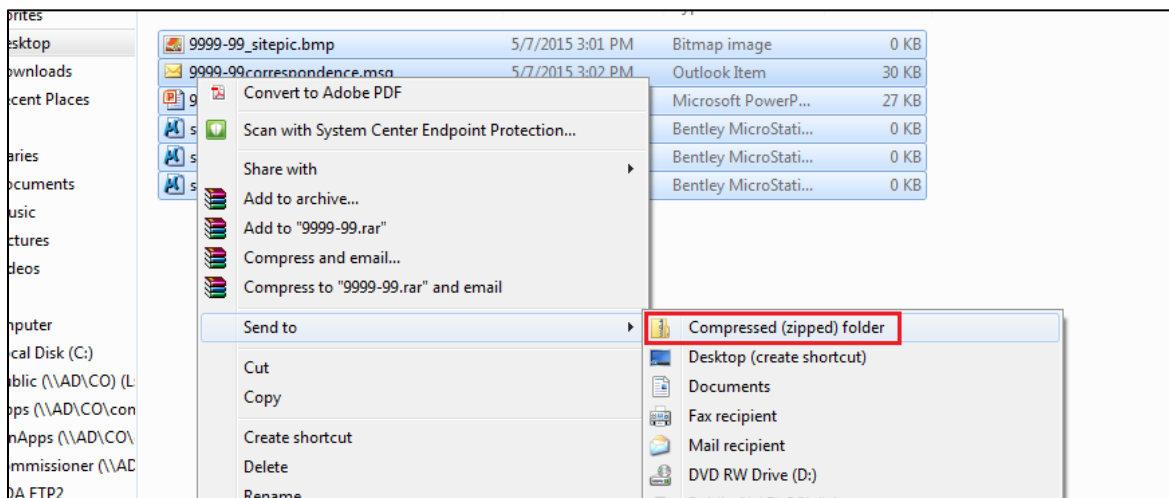 esktop
9999-99_sitepic.bmp 5/7/2015 3:01 PM Bitmap image 0 KB
ownloads
9999-99correspondence.msg 5/7/2015 3:02 PM Outlook Item 30 KB
ecent Places
9 Microsoft PowerP... 27 KB
Convert to Adobe PDF
s Bentley MicroStati... 0 KB
Scan with System Center Endpoint Protection...
aries
s Bentley MicroStati... 0 KB
Share with
ocuments
s Bentley MicroStati... 0 KB
Add to archive...
usic
Add to "9999-99.rar"
ctures
Compress and email...
deos
Compress to "9999-99.rar" and email
nputer
Send to
Compressed (zipped) folder
cal Disk (C:)
Desktop (create shortcut)
Cut
ublic (\\AD\CO) (L:
Documents
Copy
ops (\\AD\CO\con
Fax recipient
nApps (\\AD\CO\
Create shortcut
Mail recipient
mmissioner (\\AD
Delete
DVD RW Drive (D:)
OA FTP2
Rename